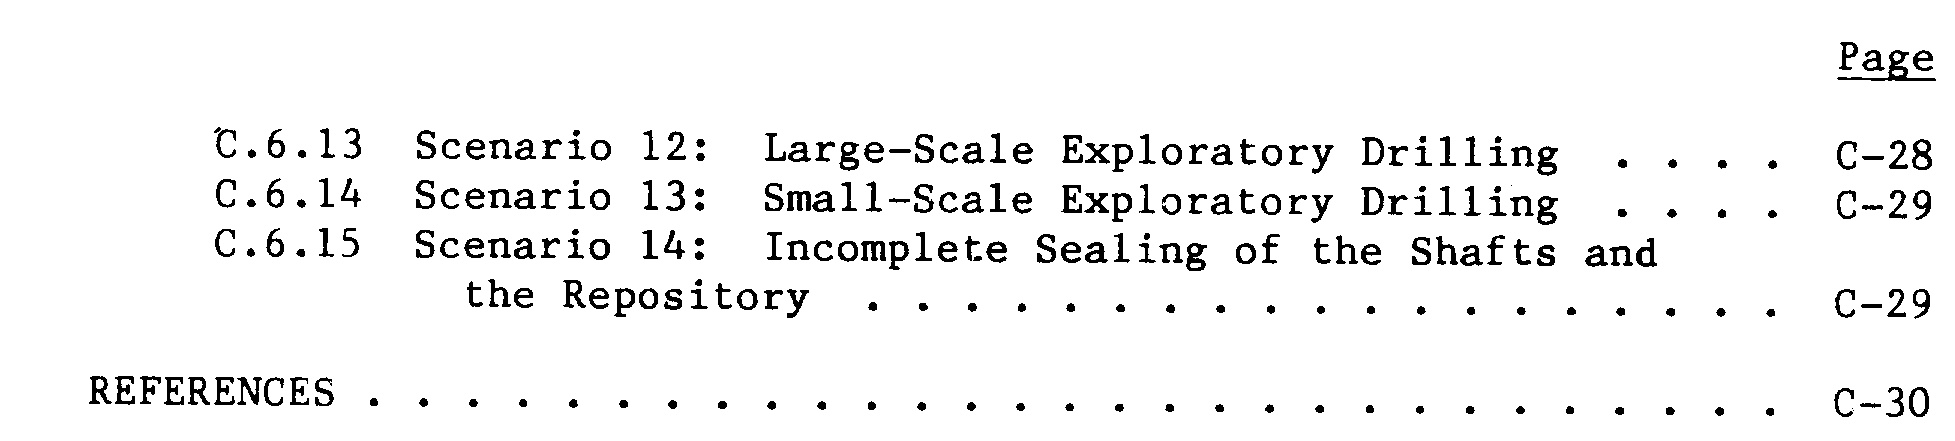 Page
C.6.13 Scenario 12: Large-Scale Exploratory Drilling . . . . C-28
C.6.14 Scenario 13: Small-Scale Exploratory Drilling . . . . C-29
C.6.15 Scenario 14: Incomplete Sealing of the Shafts and
the Repository . . . . . . . . . . . . . . . . . . . C-29
REFERENCES . . . . . . . . . . . . . . . . . . . . . . . . . . . . . C-30